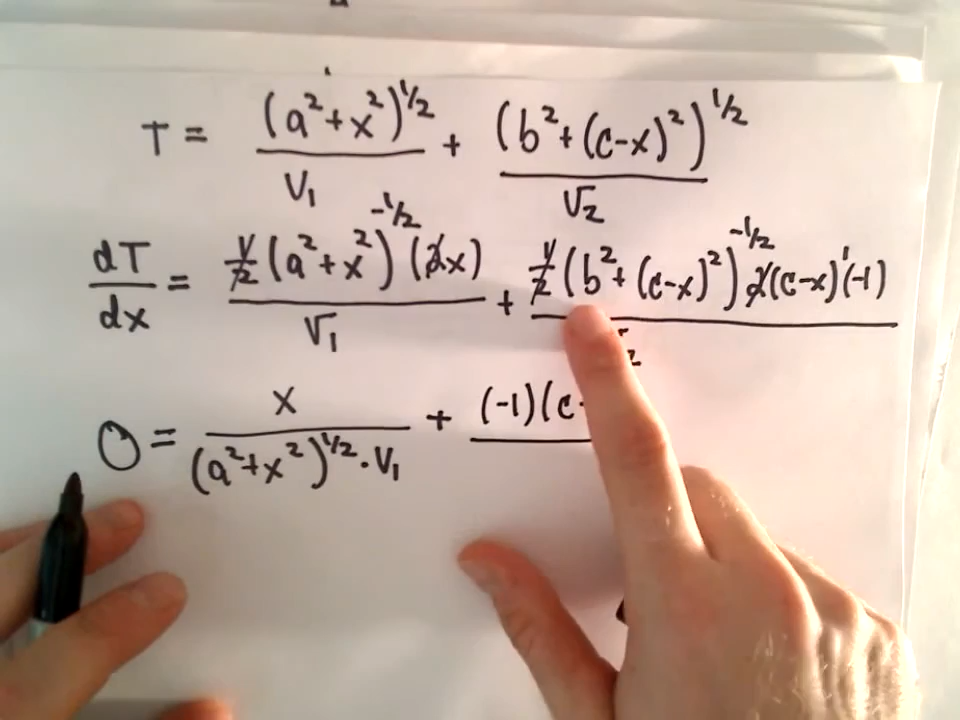 T = (a²+x²)^1/2 / V₁ + (b²+(c-x)²)^1/2 / V₂
dT/dx = 1/2(a²+x²)^-1/2(2x) / V₁ + 1/2(b²+(c-x)²)^-1/2 2(c-x)¹(-1) / ₂
0 = x / (a²+x²)^1/2 · V₁ + (-1)(c-